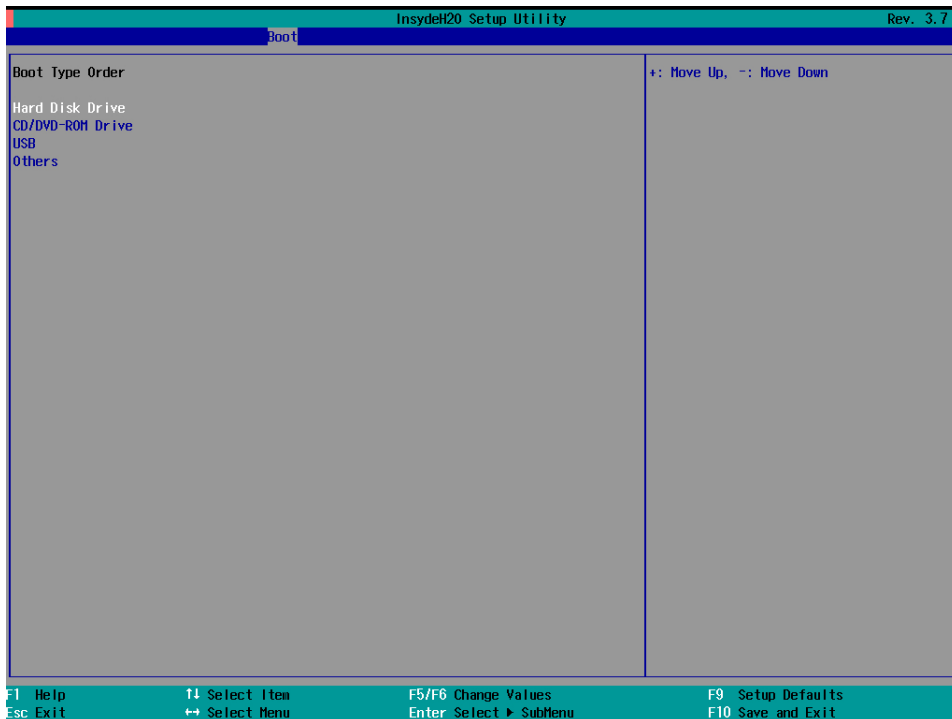 InsydeH2O Setup Utility Rev. 3.7
Boot
Boot Type Order
+: Move Up, -: Move Down
Hard Disk Drive
CD/DVD-ROM Drive
USB
Others
F1 Help ↑↓ Select Item F5/F6 Change Values F9 Setup Defaults
Esc Exit ↔ Select Menu Enter Select ► SubMenu F10 Save and Exit